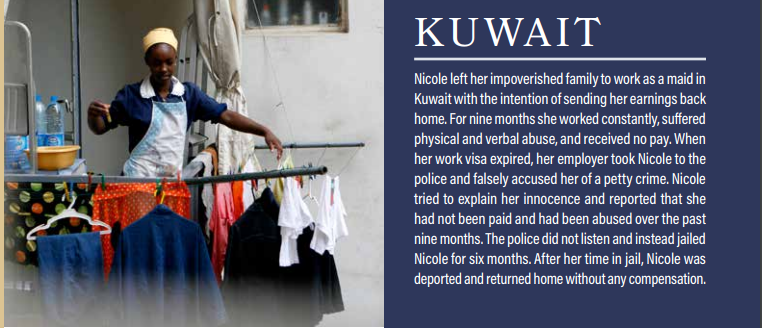 KUWAIT
Nicole left her impoverished family to work as a maid in
Kuwait with the intention of sending her earnings back
home. For nine months she worked constantly, suffered
physical and verbal abuse, and received no pay. When
her work visa expired, her employer took Nicole to the
police and falsely accused her of a petty crime. Nicole
tried to explain her innocence and reported that she
had not been paid and had been abused over the past
nine months. The police did not listen and instead jailed
Nicole for six months. After her time in jail, Nicole was
deported and returned home without any compensation.